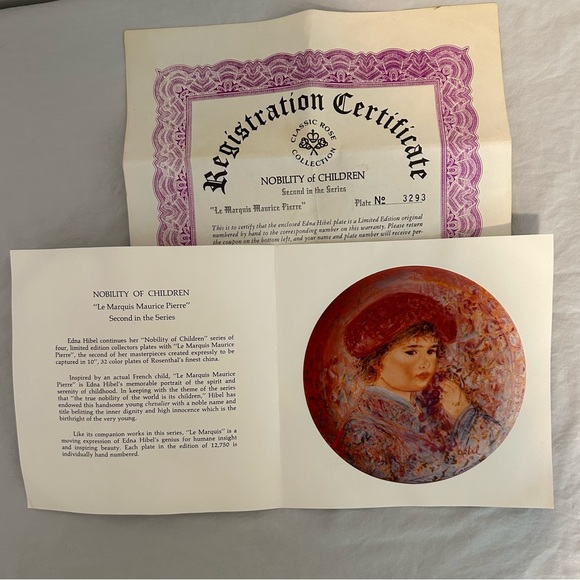 Registration Certificate
CLASSIC ROSE
COLLECTION
NOBILITY of CHILDREN
Second in the Series
"Le Marquis Maurice Pierre" Plate No 3293
This is to certify that the enclosed Edna Hibel plate is a Limited Edition original
numbered by hand to the corresponding number on this warranty. Please return
the coupon on the bottom left, and your name and plate number will receive per-
NOBILITY OF CHILDREN
"Le Marquis Maurice Pierre"
Second in the Series
Edna Hibel continues her "Nobility of Children" series of
four, limited edition collectors plates with "Le Marquis Maurice
Pierre", the second of her masterpieces created expressly to be
captured in 10", 32 color plates of Rosenthal's finest china.
Inspired by an actual French child, "Le Marquis Maurice
Pierre" is Edna Hibel's memorable portrait of the spirit and
serenity of childhood. In keeping with the theme of the series
that "the true nobility of the world is its children," Hibel has
endowed this handsome young chevalier with a noble name and
title befitting the inner dignity and high innocence which is the
birthright of the very young.
Like its companion works in this series, "Le Marquis" is a
moving expression of Edna Hibel's genius for humane insight
and inspiring beauty. Each plate in the edition of 12,750 is
individually hand numbered.
Hibel